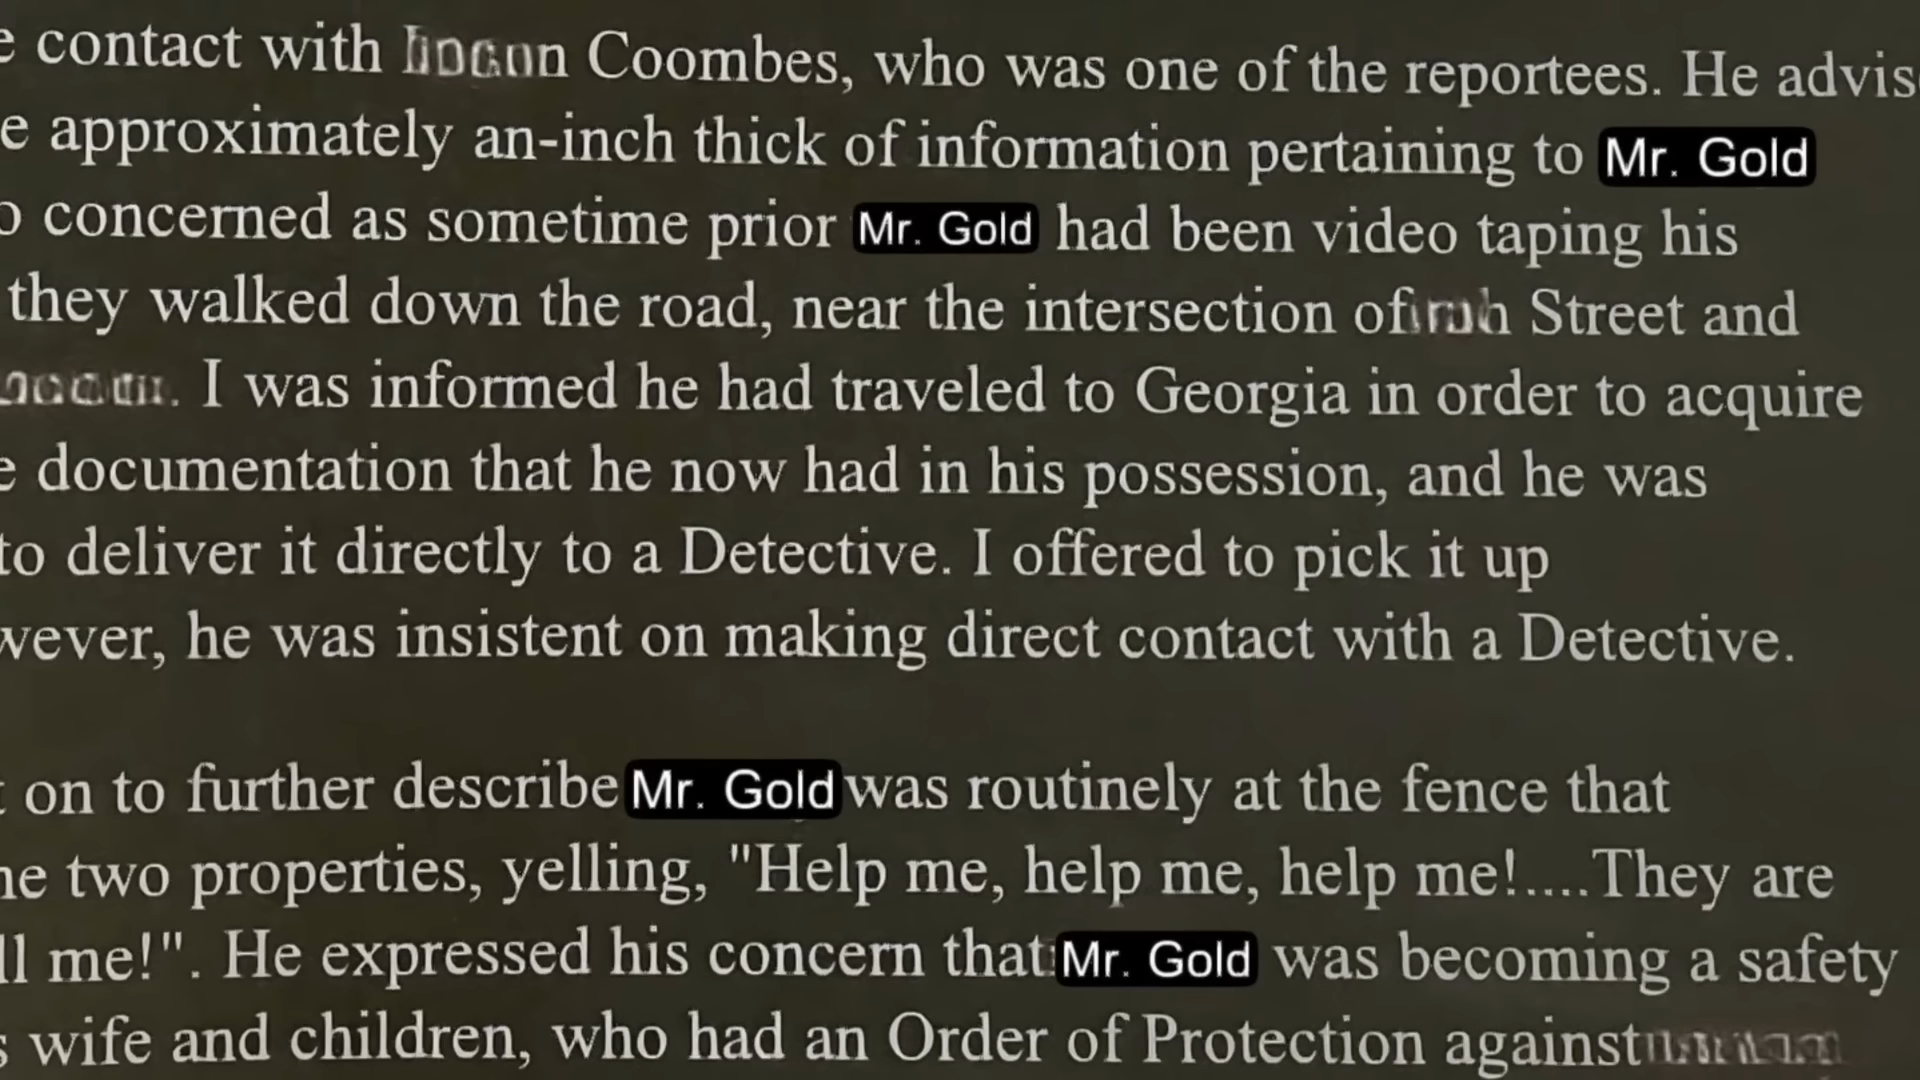 contact with Coombes, who was one of the reportees. He advis
approximately an-inch thick of information pertaining to Mr. Gold
concerned as sometime prior Mr. Gold had been video taping his
they walked down the road, near the intersection of Street and
. I was informed he had traveled to Georgia in order to acquire
documentation that he now had in his possession, and he was
to deliver it directly to a Detective. I offered to pick it up
wever, he was insistent on making direct contact with a Detective.
on to further describe Mr. Gold was routinely at the fence that
two properties, yelling, "Help me, help me, help me!....They are
ll me!". He expressed his concern that Mr. Gold was becoming a safety
wife and children, who had an Order of Protection against